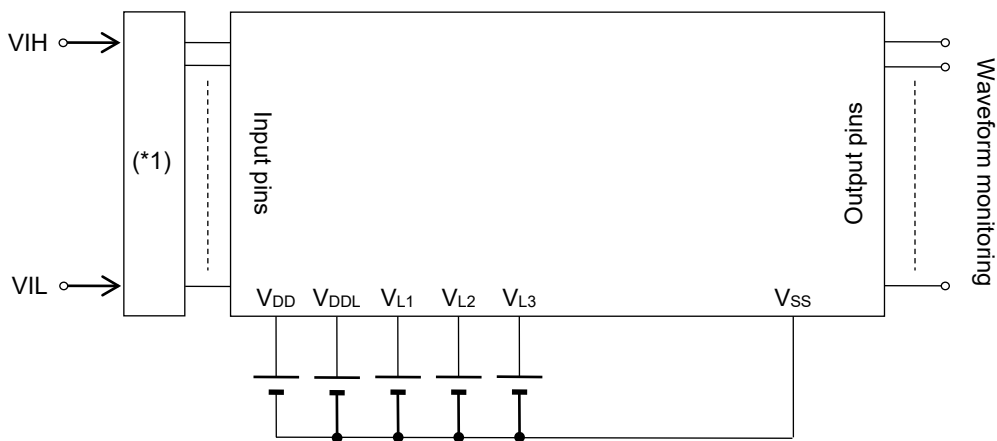 VIH
(*1)
VIL
Input pins
Output pins
Waveform monitoring
VDD VDDL VL1 VL2 VL3 VSS